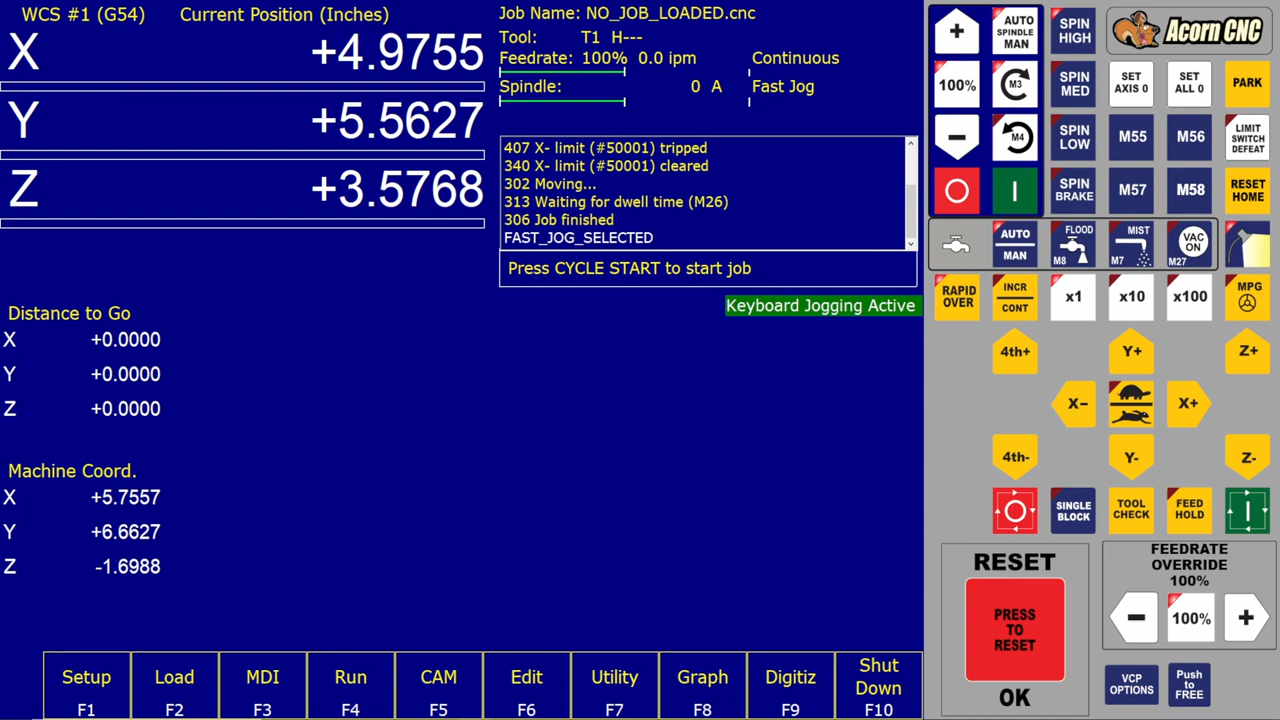 WCS #1 (G54) Current Position (Inches)
X +4.9755
Y +5.5627
Z +3.5768
Job Name: NO_JOB_LOADED.cnc
Tool: T1 H---
Feedrate: 100% 0.0 ipm Continuous
Spindle: 0 A Fast Jog
407 X- limit (#50001) tripped
340 X- limit (#50001) cleared
302 Moving...
313 Waiting for dwell time (M26)
306 Job finished
FAST_JOG_SELECTED
Press CYCLE START to start job
Keyboard Jogging Active
Distance to Go
X +0.0000
Y +0.0000
Z +0.0000
Machine Coord.
X +5.7557
Y +6.6627
Z -1.6988
Setup
F1
Load
F2
MDI
F3
Run
F4
CAM
F5
Edit
F6
Utility
F7
Graph
F8
Digitiz
F9
Shut
Down
F10
+
AUTO
SPINDLE
MAN
SPIN
HIGH
Acorn CNC
100%
M3
SPIN
MED
SET
AXIS 0
SET
ALL 0
PARK
−
M4
SPIN
LOW
M55
M56
LIMIT
SWITCH
DEFEAT
SPIN
BRAKE
M57
M58
RESET
HOME
AUTO
MAN
FLOOD
M8
MIST
M7
VAC
ON
M27
RAPID
OVER
INCR
CONT
x1
x10
x100
MPG
4th+
Y+
Z+
X−
X+
4th-
Y-
Z-
SINGLE
BLOCK
TOOL
CHECK
FEED
HOLD
RESET
PRESS
TO
RESET
OK
FEEDRATE
OVERRIDE
100%
−
100%
+
VCP
OPTIONS
Push
to
FREE